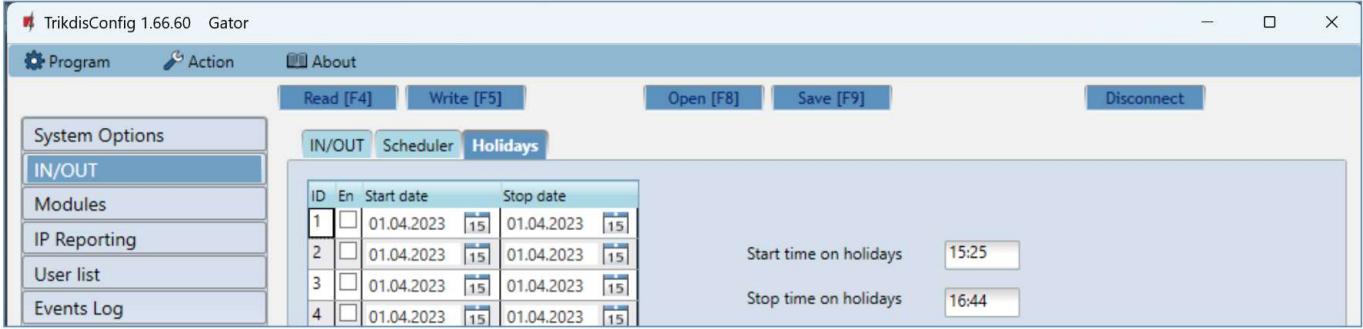 TrikdisConfig 1.66.60 Gator
Program Action About
Read [F4] Write [F5] Open [F8] Save [F9] Disconnect
System Options
IN/OUT
Modules
IP Reporting
User list
Events Log
IN/OUT Scheduler Holidays
ID En Start date Stop date
1 01.04.2023 15 01.04.2023 15
2 01.04.2023 15 01.04.2023 15
3 01.04.2023 15 01.04.2023 15
4 01.04.2023 15 01.04.2023 15
Start time on holidays 15:25
Stop time on holidays 16:44